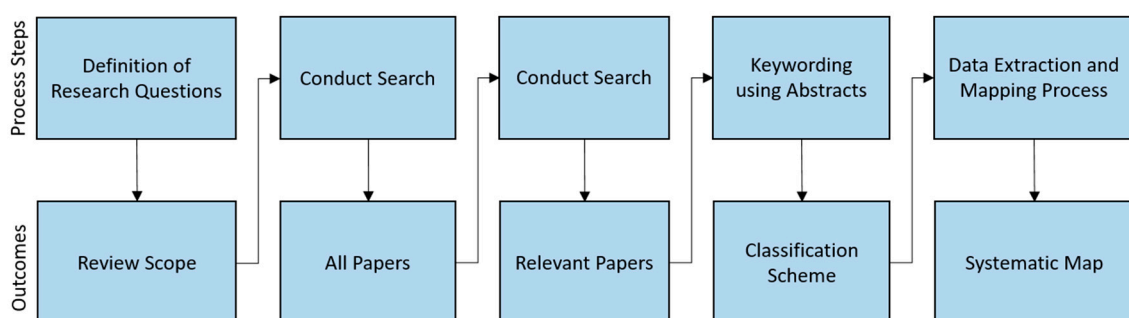 Process Steps
Definition of
Research Questions
Conduct Search
Conduct Search
Keywording
using Abstracts
Data Extraction and
Mapping Process
Outcomes
Review Scope
All Papers
Relevant Papers
Classification
Scheme
Systematic Map